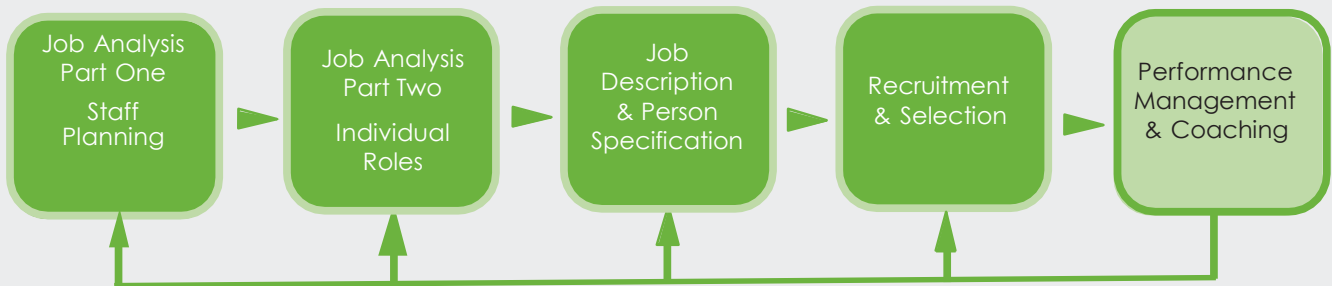 Job Analysis
Part One
Staff
Planning
Job Analysis
Part Two
Individual
Roles
Job
Description
& Person
Specification
Recruitment
& Selection
Performance
Management
& Coaching